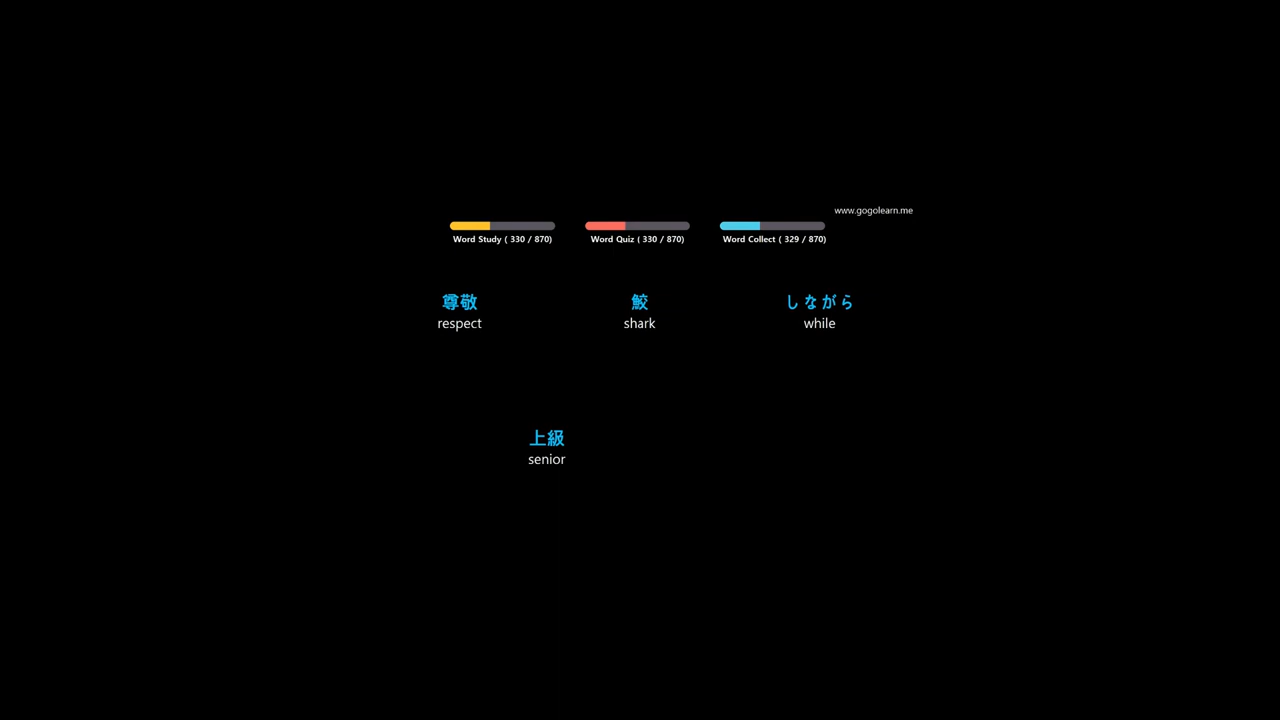 www.gogolearn.me
Word Study ( 330 / 870)
Word Quiz ( 330 / 870)
Word Collect ( 329 / 870)
尊敬
respect
鮫
shark
しながら
while
上級
senior